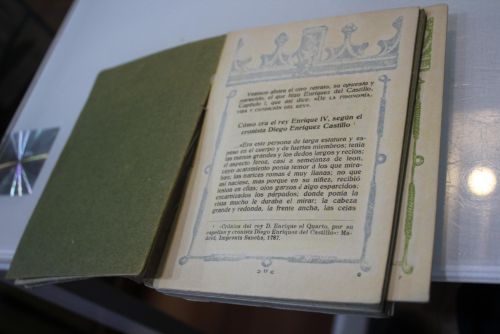 Veamos ahora el otro retrato, su opuesto y
parecido, el que hizo Enríquez del Castillo,
Capítulo I, que así dice: «DE LA FISONOMÍA,
VIDA Y CONDICIÓN DEL REY».
Cómo era el rey Enrique IV, según el
cronista Diego Enríquez Castillo ¹
«Era este persona de larga estatura y es-
peso en el cuerpo y de fuertes miembros; tenía
las manos grandes y los dedos largos y recios;
el aspecto feroz, casi a semejanza de león,
cuyo acatamiento ponía temor á los que mira-
ban; las narices romas é muy llanas; no que
así naciese, mas porque en su niñez, recibió
lesión en ellas; ojos garzos é algo esparcidos;
encarnizados los párpados; donde ponía la
vista mucho le duraba el mirar; la cabeza
grande y redonda, la frente ancha, las cejas
¹ «Crónica del rey D. Enrique el Quarto, por su
capellan y cronista Diego Enríquez del Castillo»: Ma-
drid, Imprenta Sancha, 1787.